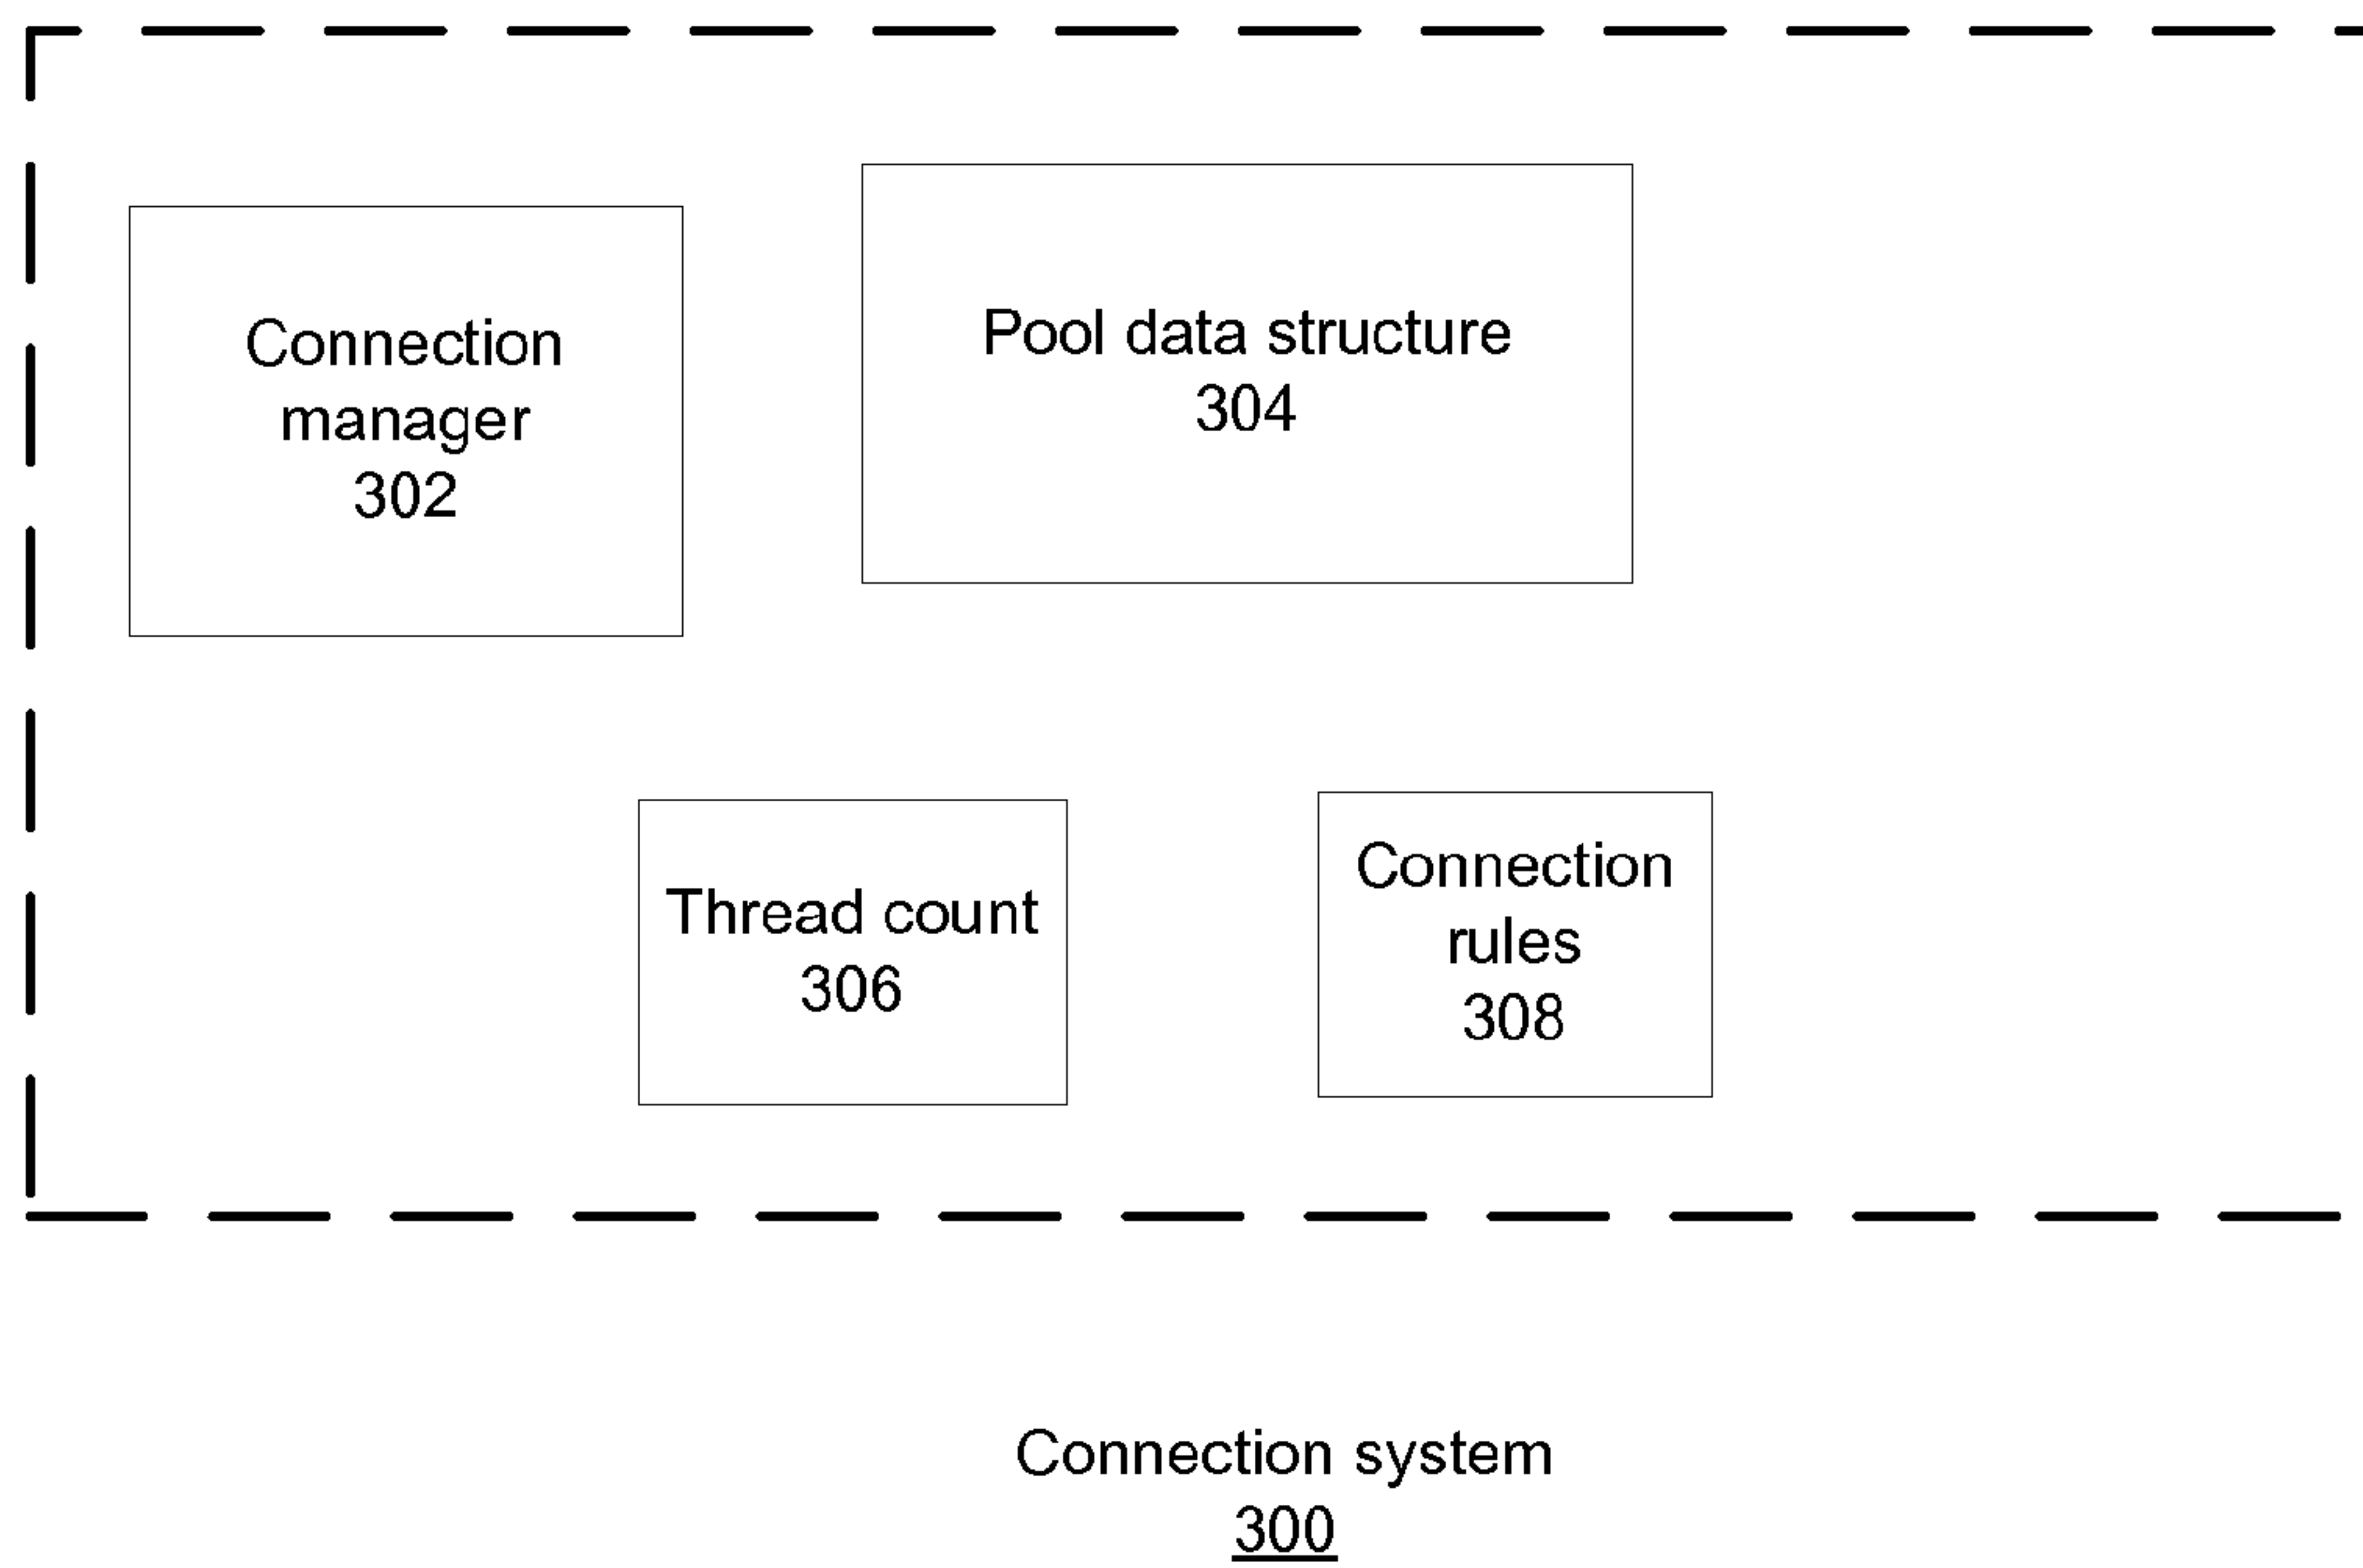 Connection
manager
302
Pool data structure
304
Thread count
306
Connection
rules
308
Connection system
300